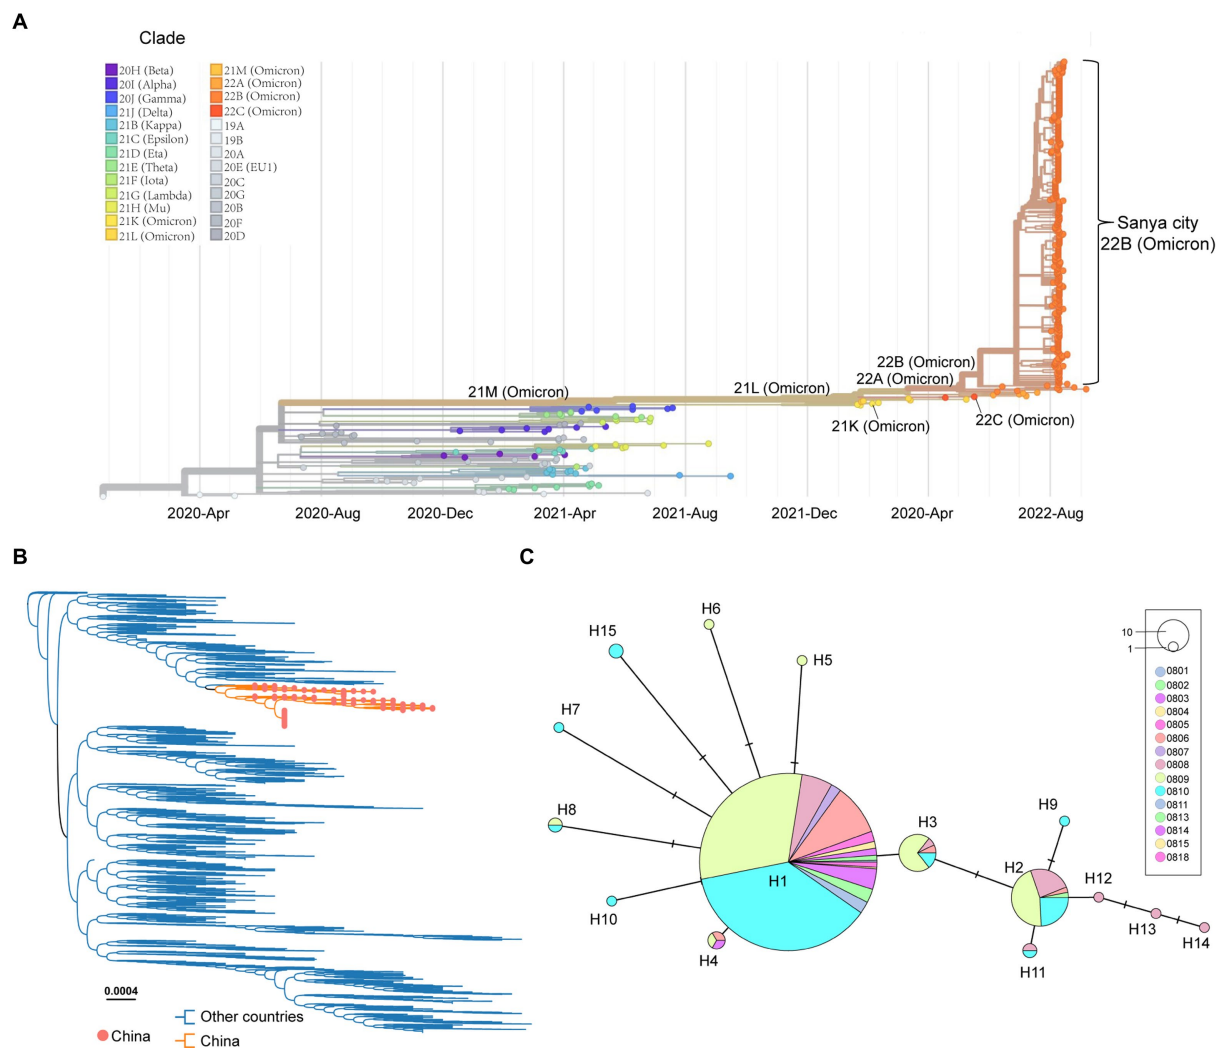 A
Clade
20H (Beta)
20I (Alpha)
20J (Gamma)
21J (Delta)
21B (Kappa)
21C (Epsilon)
21D (Eta)
21E (Theta)
21F (Iota)
21G (Lambda)
21H (Mu)
21K (Omicron)
21L (Omicron)
21M (Omicron)
22A (Omicron)
22B (Omicron)
22C (Omicron)
19A
19B
20A
20E (EU1)
20C
20G
20B
20F
20D
Sanya city
22B (Omicron)
22B (Omicron)
22A (Omicron)
21L (Omicron)
21M (Omicron)
21K (Omicron)
22C (Omicron)
2020-Apr
2020-Aug
2020-Dec
2021-Apr
2021-Aug
2021-Dec
2020-Apr
2022-Aug
B
0.0004
China
Other countries
China
C
H6
H15
H5
H7
H8
H10
H4
H1
H3
H2
H9
H12
H13
H14
H11
10
1
0801
0802
0803
0804
0805
0806
0807
0808
0809
0810
0811
0813
0814
0815
0818